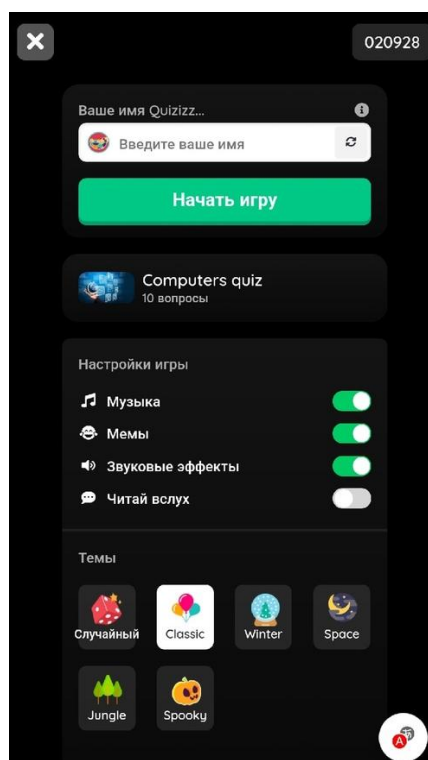 020928
Ваше имя Quizizz...
Введите ваше имя
Начать игру
Computers quiz
10 вопросы
Настройки игры
Музыка
Мемы
Звуковые эффекты
Читай вслух
Темы
Случайный
Classic
Winter
Space
Jungle
Spooky
A